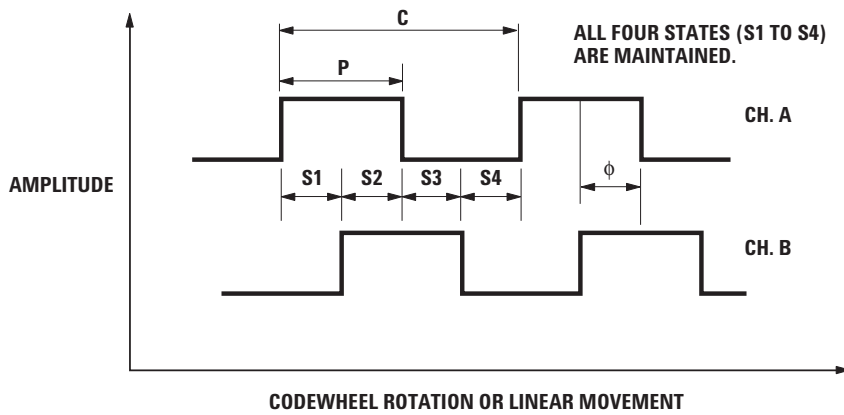 C
ALL FOUR STATES (S1 TO S4)
ARE MAINTAINED.
P
CH. A
AMPLITUDE
S1 S2 S3 S4 ϕ
CH. B
CODEWHEEL ROTATION OR LINEAR MOVEMENT